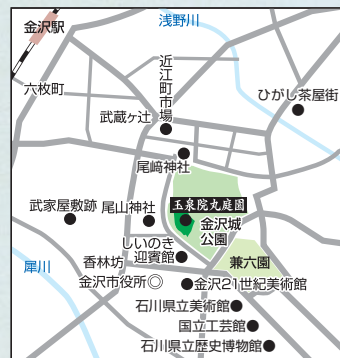 浅野川
金沢駅
近江町市場
六枚町
ひがし茶屋街
武蔵ヶ辻
尾﨑神社
玉泉院丸庭園
武家屋敷跡
尾山神社
金沢城
公園
しいのき
迎賓館
兼六園
犀川
香林坊
金沢市役所◎
金沢21世紀美術館
石川県立美術館
国立工芸館
石川県立歴史博物館